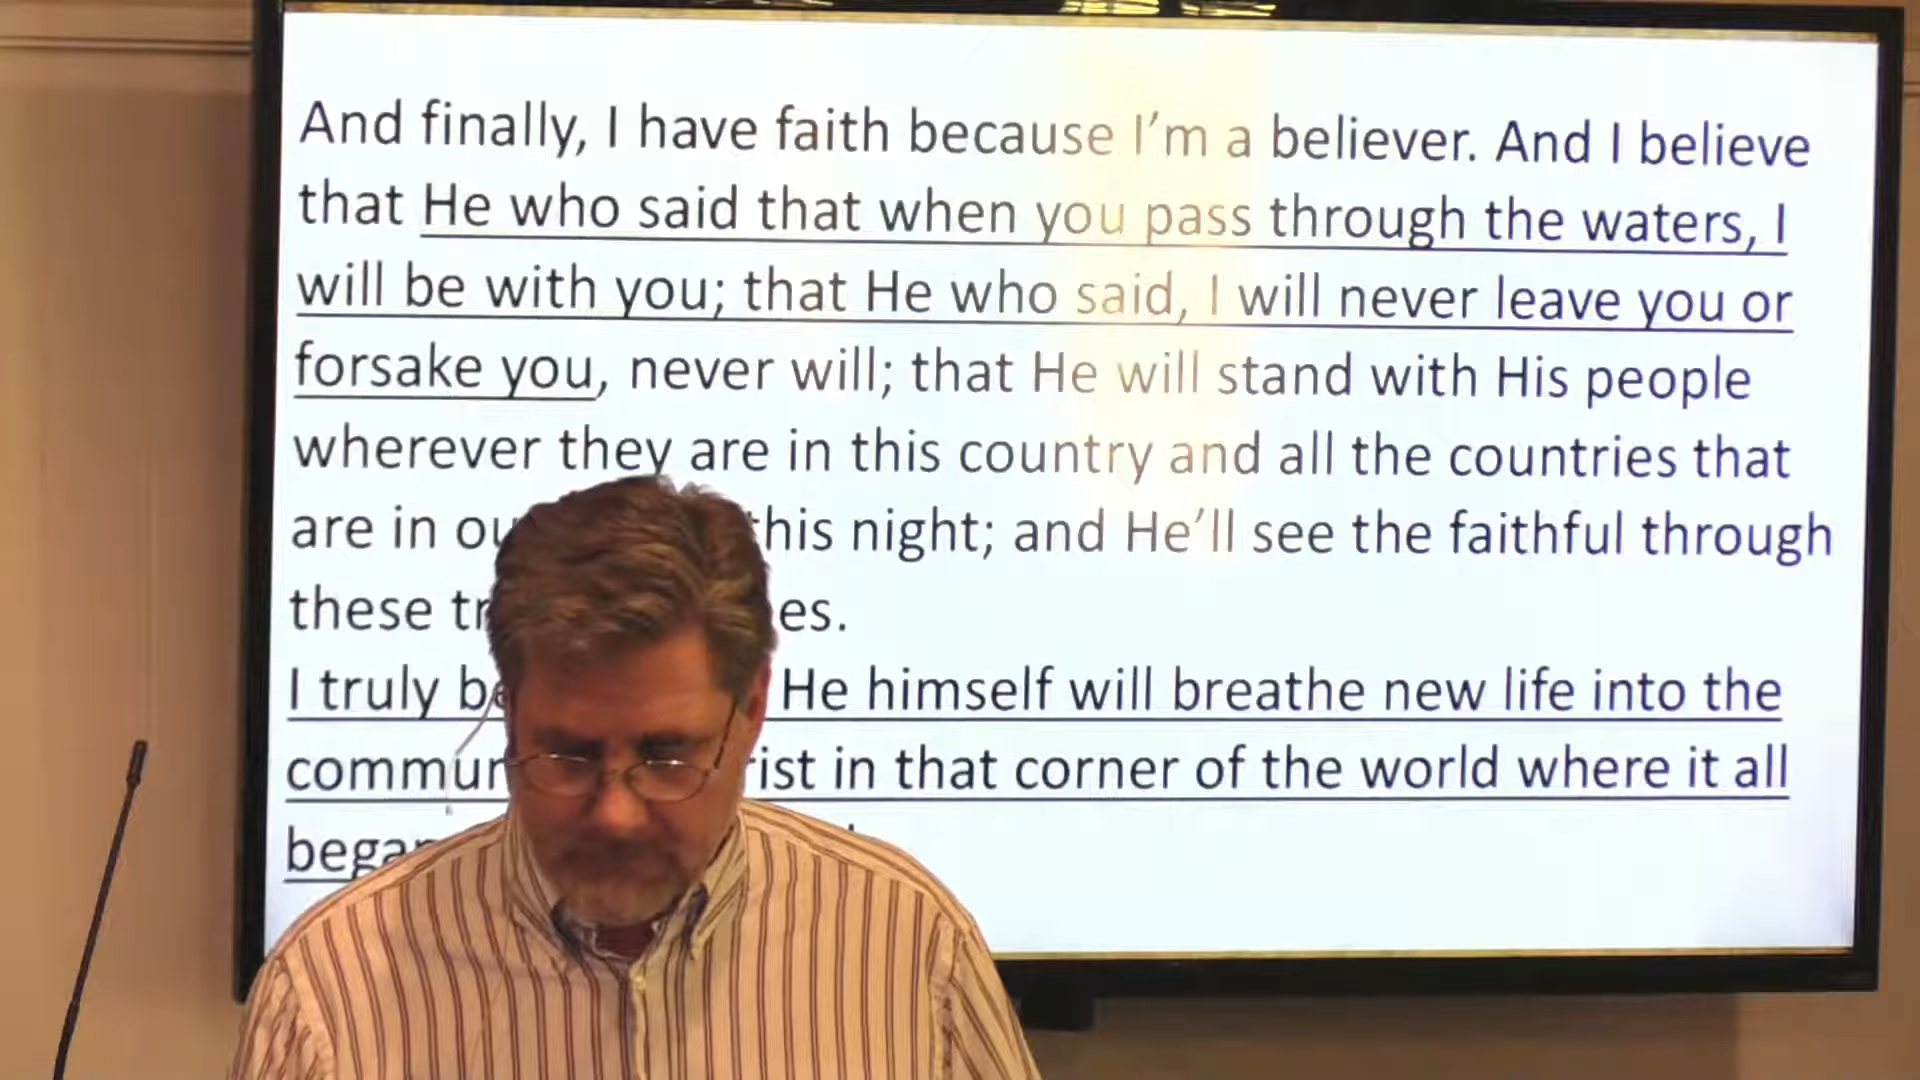 And finally, I have faith because I'm a believer. And I believe
that He who said that when you pass through the waters, I
will be with you; that He who said, I will never leave you or
forsake you, never will; that He will stand with His people
wherever they are in this country and all the countries that
are in night; and He'll see the faithful through
these
I truly He himself will breathe new life into the
in that corner of the world where it all